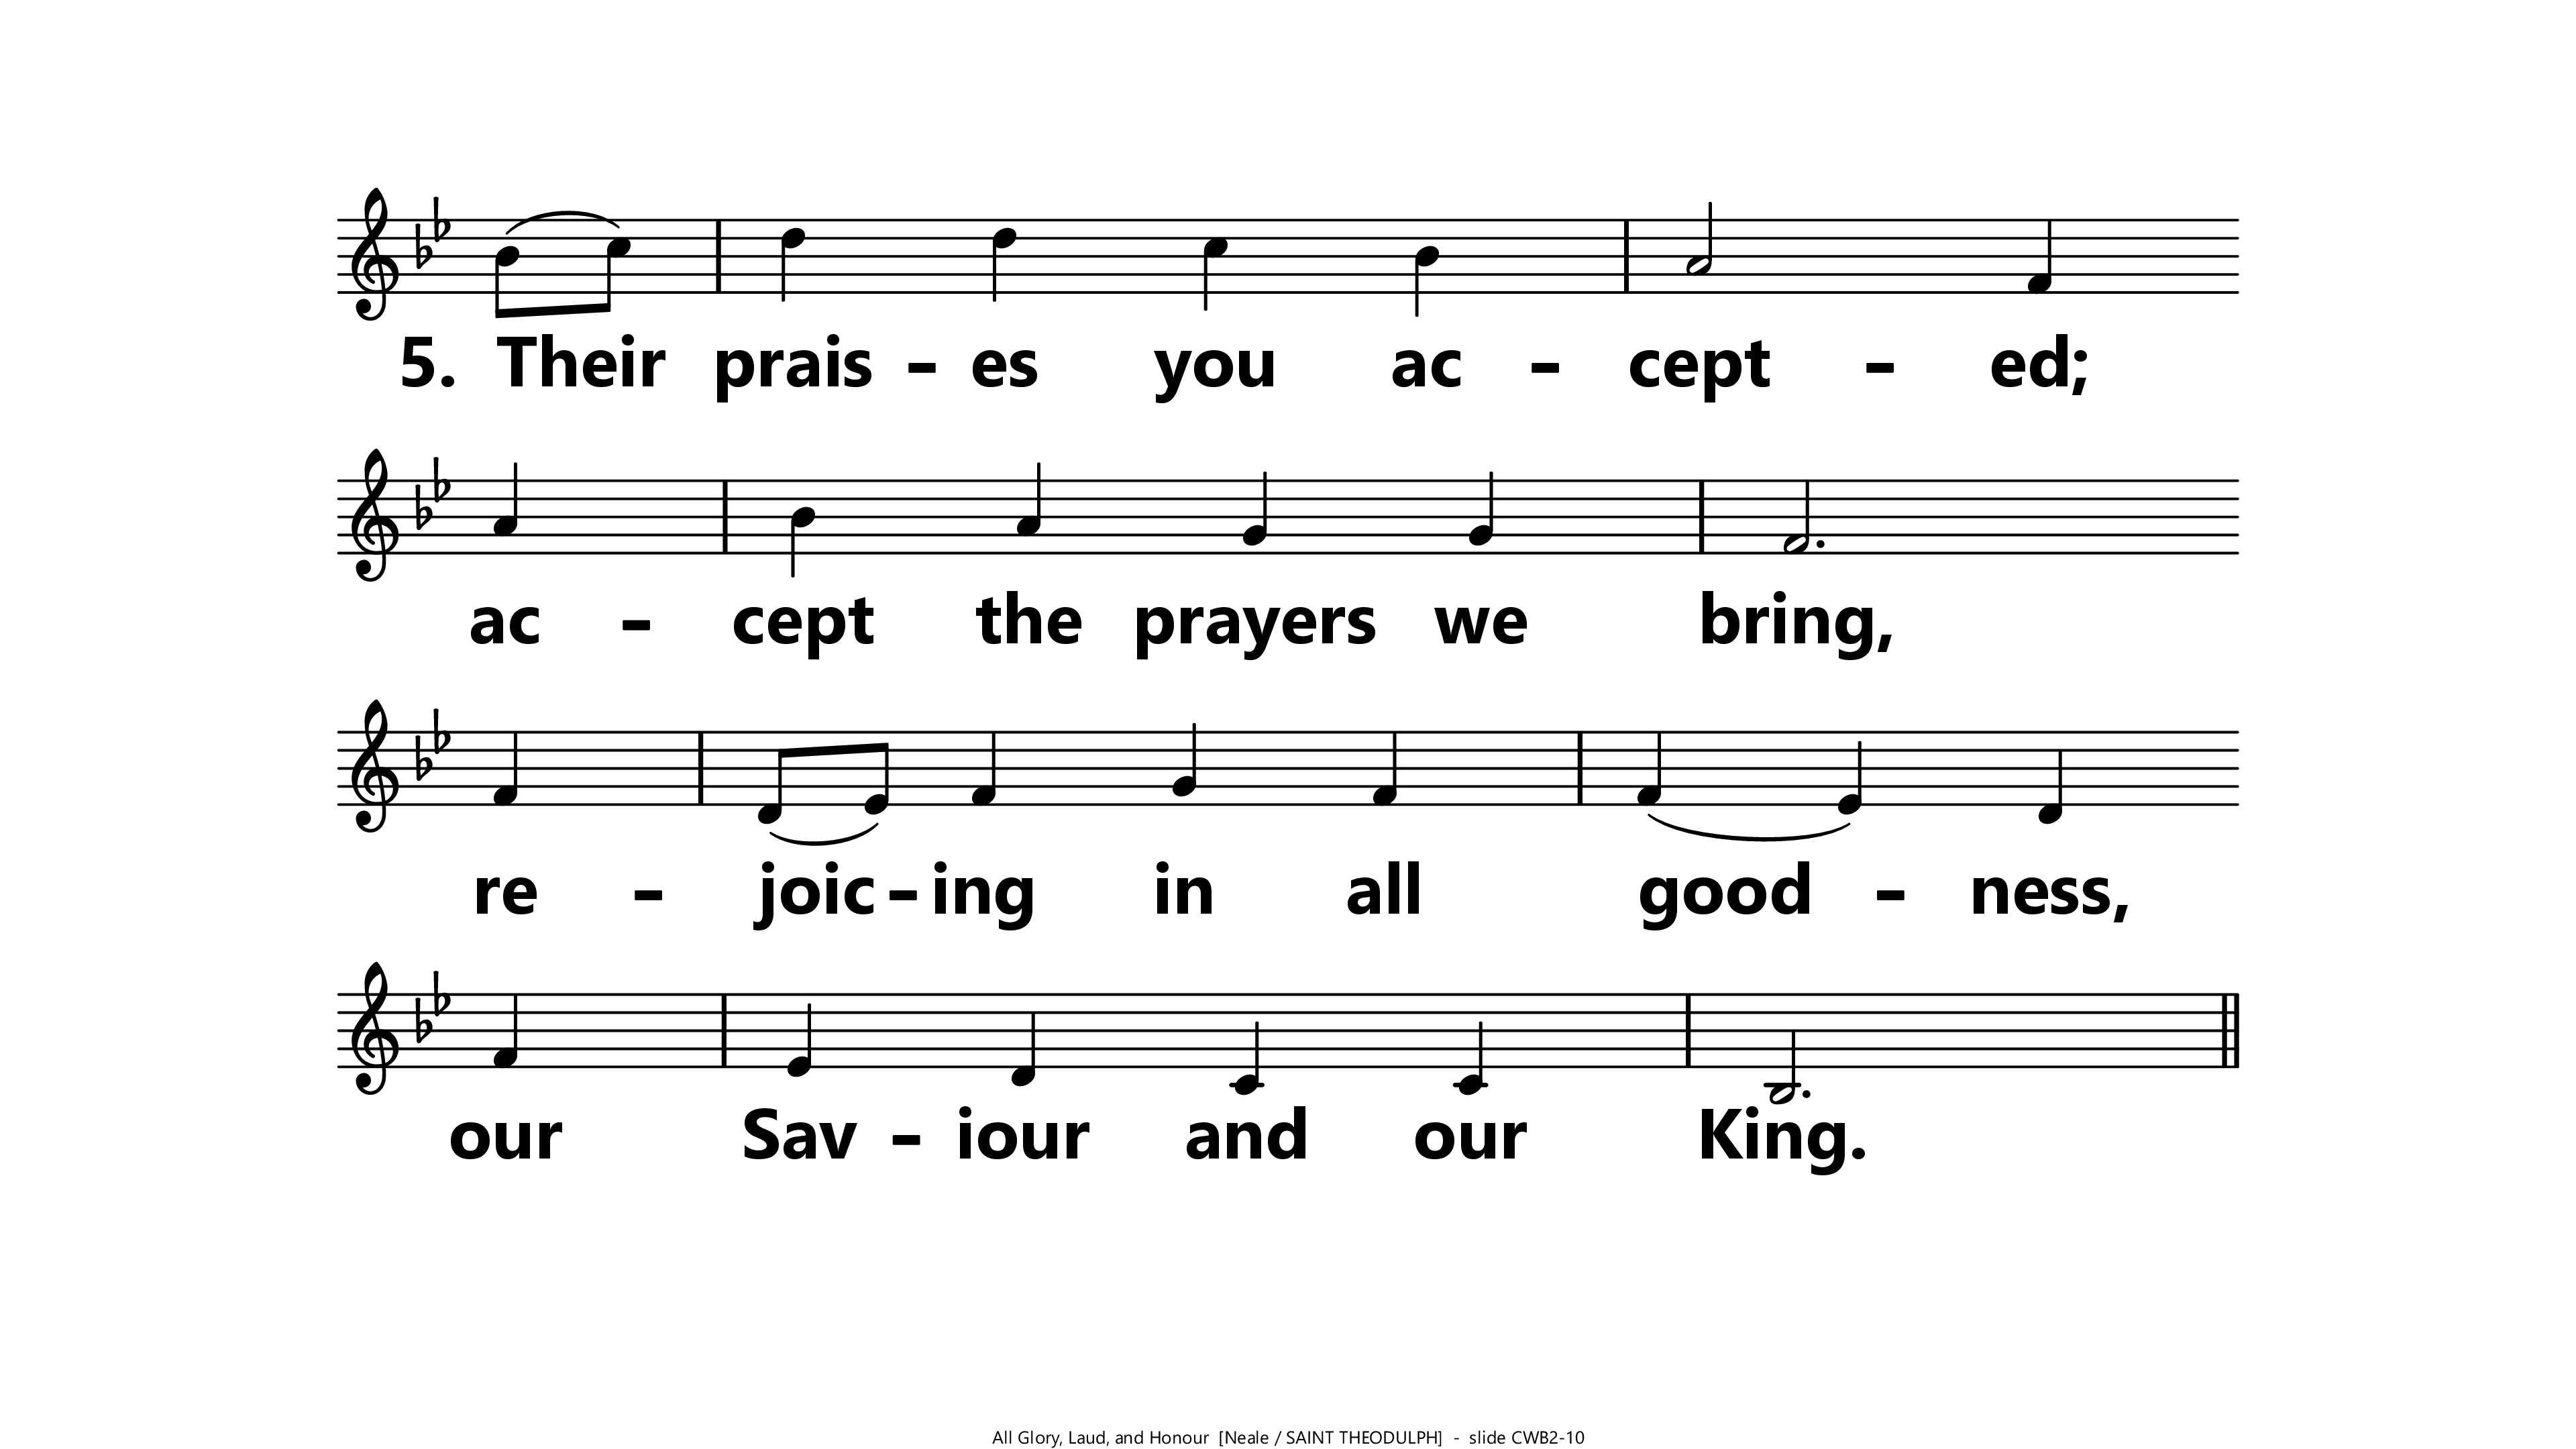 5. Their prais – es you ac – cept – ed;
ac – cept the prayers we bring,
re – joic – ing in all good – ness,
our Sav – iour and our King.
All Glory, Laud, and Honour [Neale / SAINT THEODULPH] - slide CWB2-10